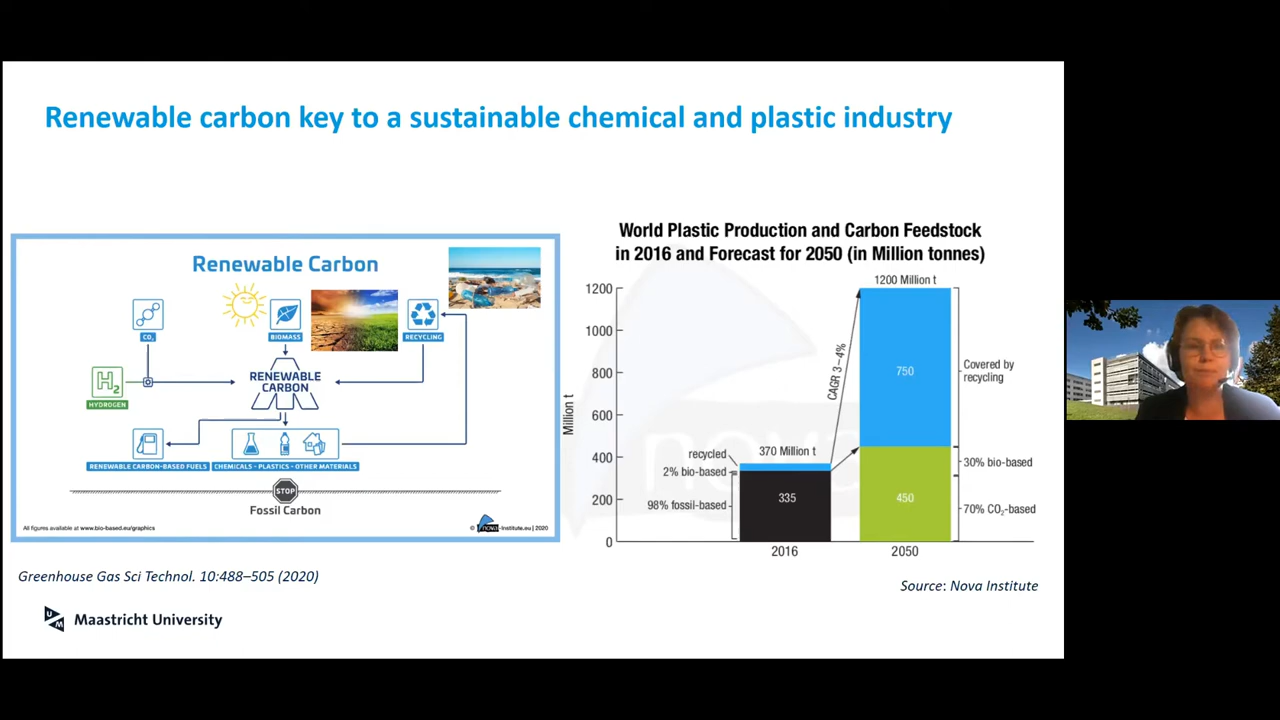 Renewable carbon key to a sustainable chemical and plastic industry
Renewable Carbon
CO₂
BIOMASS
RECYCLING
H₂
HYDROGEN
RENEWABLE
CARBON
RENEWABLE CARBON-BASED FUELS
CHEMICALS - PLASTICS - OTHER MATERIALS
STOP
Fossil Carbon
All figures available at www.bio-based.eu/graphics
© nova-Institute.eu | 2020
World Plastic Production and Carbon Feedstock
in 2016 and Forecast for 2050 (in Million tonnes)
1200 Million t
1200
1000
800
600
400
200
0
Million t
CAGR 3–4%
750
Covered by
recycling
370 Million t
recycled
2% bio-based
98% fossil-based
335
450
30% bio-based
70% CO₂-based
2016
2050
nova
Greenhouse Gas Sci Technol. 10:488–505 (2020)
Source: Nova Institute
UM
Maastricht University